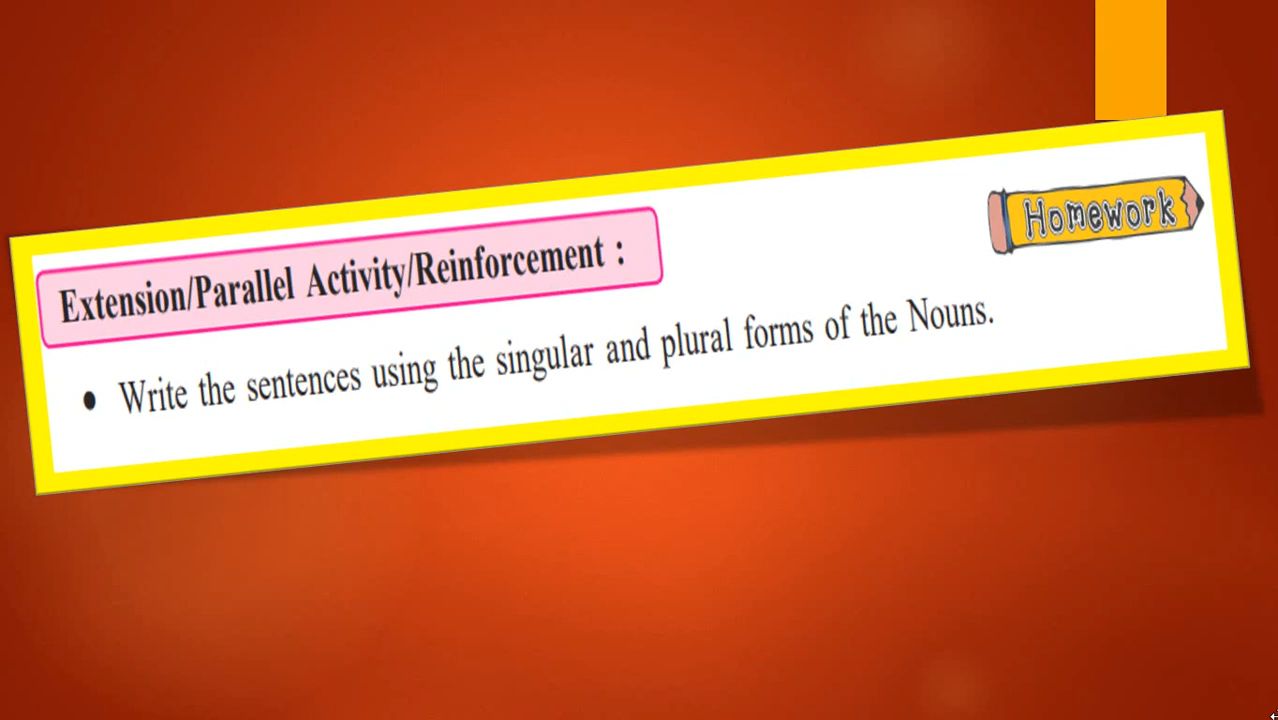 Homework
Extension/Parallel Activity/Reinforcement :
• Write the sentences using the singular and plural forms of the Nouns.